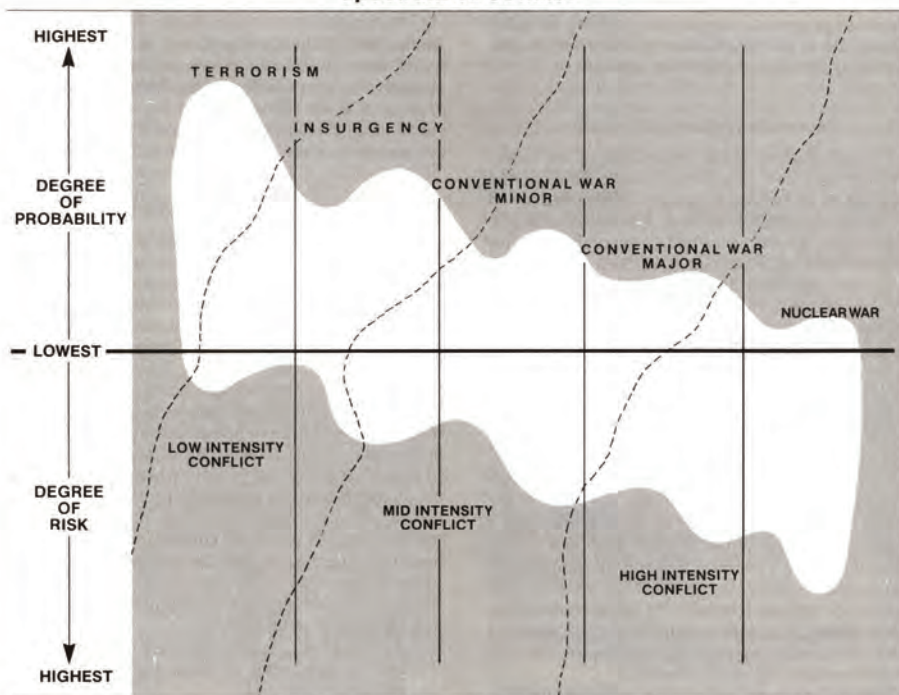 HIGHEST
TERRORISM
INSURGENCY
DEGREE
OF
PROBABILITY
CONVENTIONAL WAR
MINOR
CONVENTIONAL WAR
MAJOR
NUCLEAR WAR
LOWEST
LOW INTENSITY
CONFLICT
DEGREE
OF
RISK
MID INTENSITY
CONFLICT
HIGH INTENSITY
CONFLICT
HIGHEST